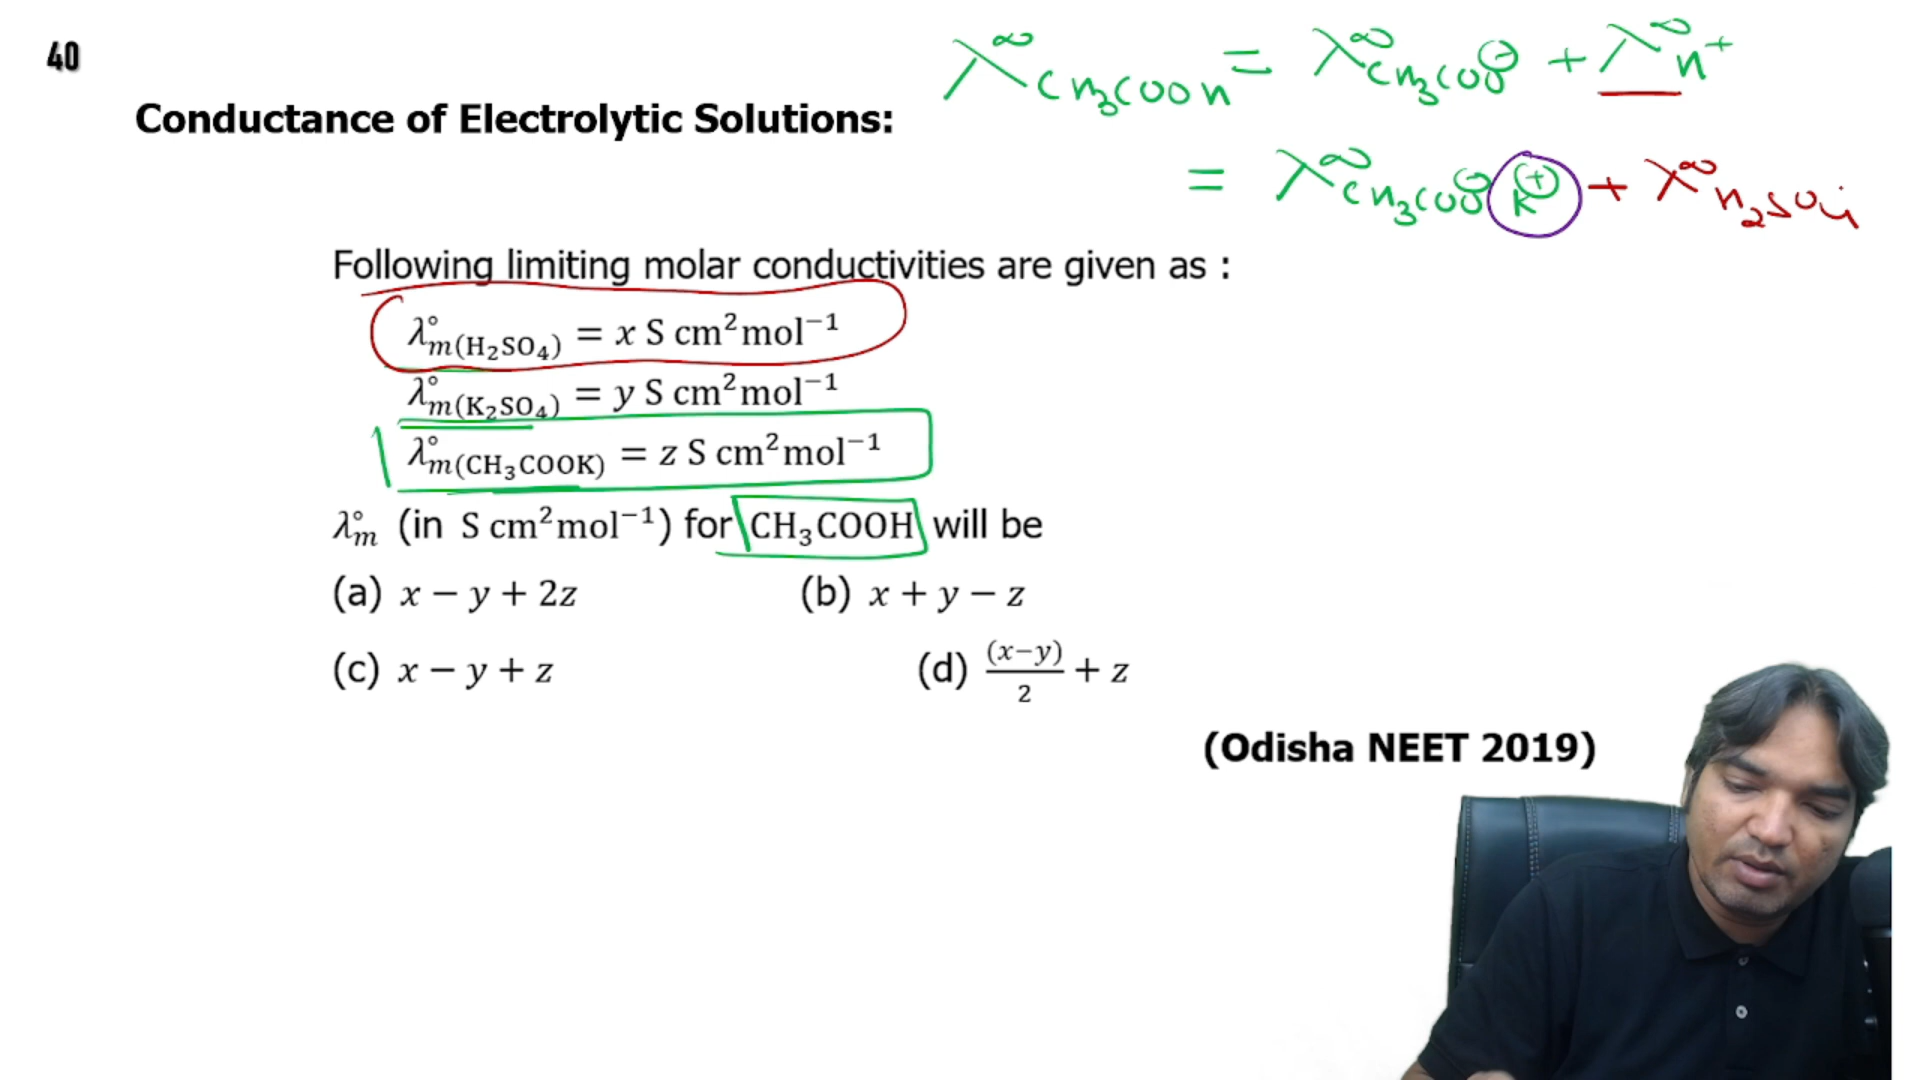 40
λ∞CH₃COOH = λ∞CH₃COO⊖ + λ∞H⁺
Conductance of Electrolytic Solutions:
= λ∞CH₃COO⊖K⊕ + λ∞H₂SO₄
Following limiting molar conductivities are given as :
λ°m(H₂SO₄) = x S cm²mol⁻¹
λ°m(K₂SO₄) = y S cm²mol⁻¹
λ°m(CH₃COOK) = z S cm²mol⁻¹
λ°m (in S cm²mol⁻¹) for CH₃COOH will be
(a) x − y + 2z (b) x + y − z
(c) x − y + z (d) (x−y)/2 + z
(Odisha NEET 2019)